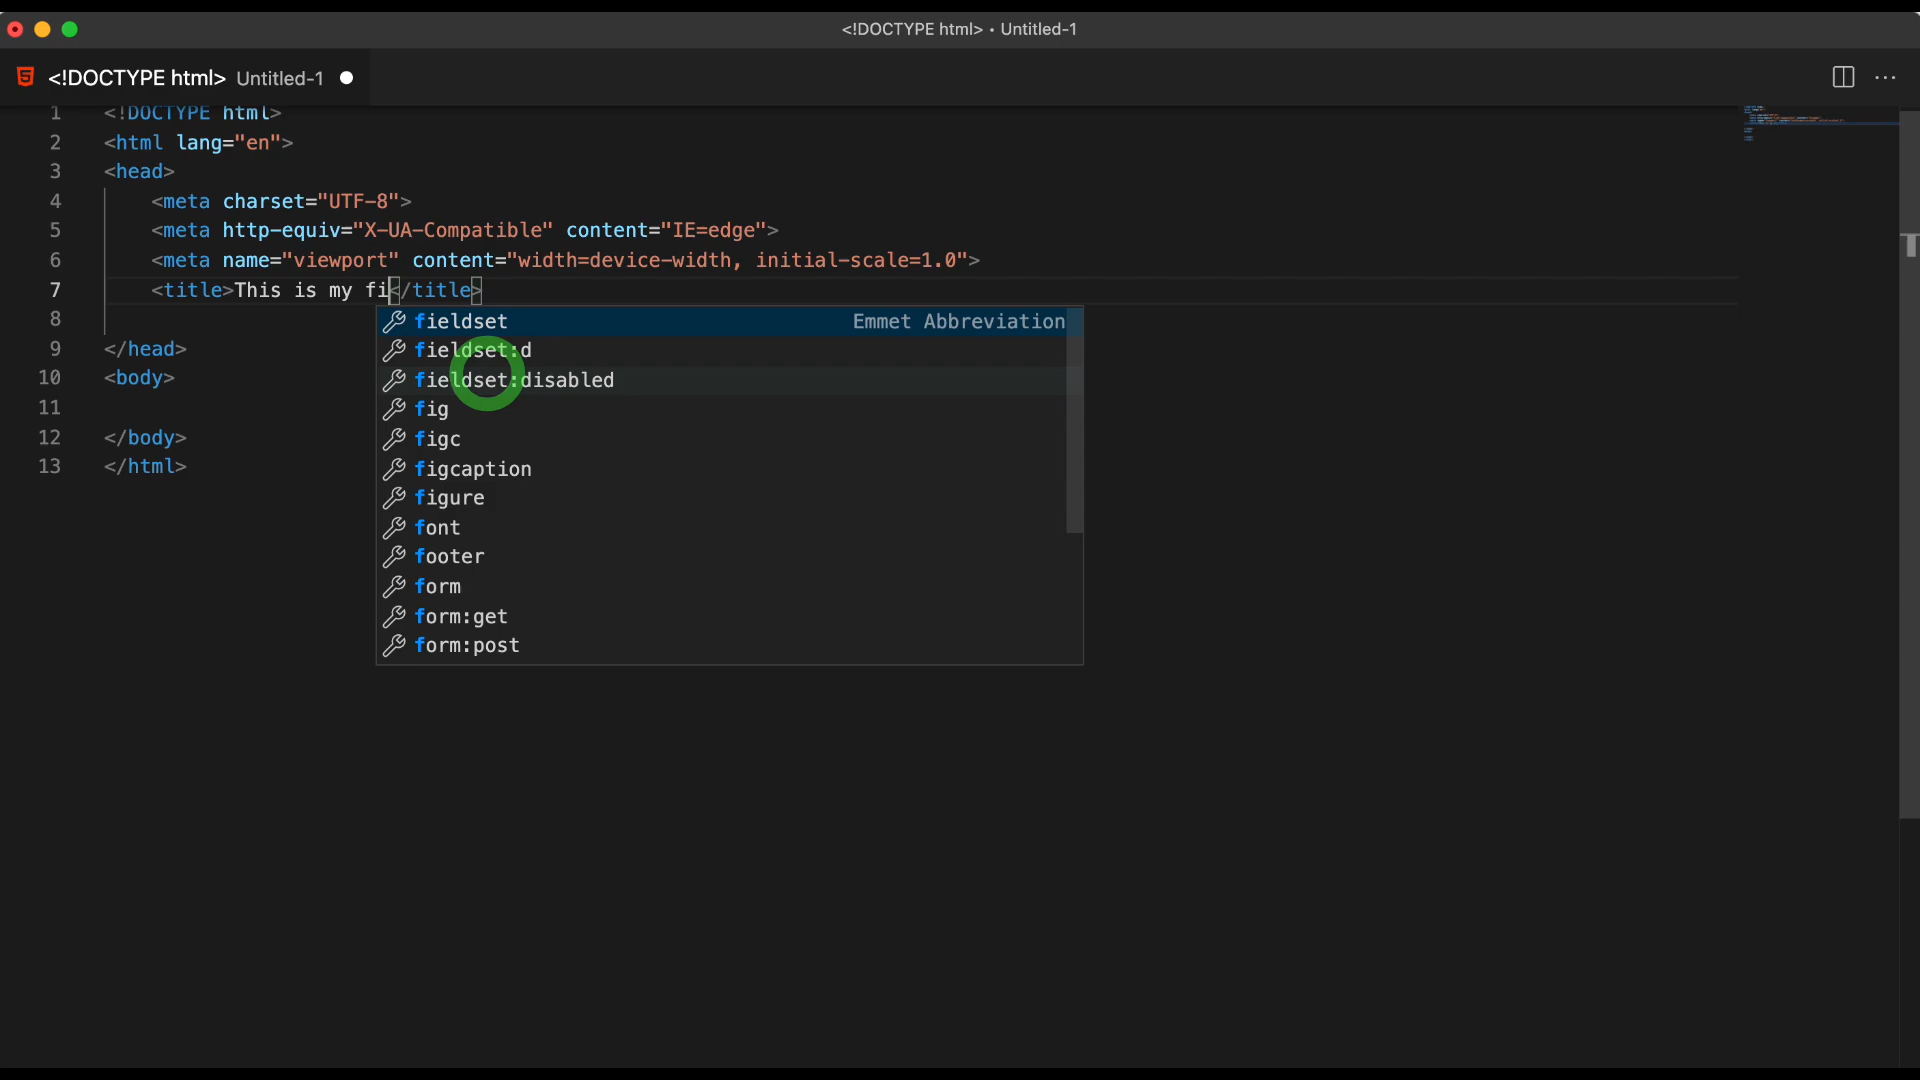 <!DOCTYPE html> • Untitled-1
<!DOCTYPE html> Untitled-1
1 <!DOCTYPE html>
2 <html lang="en">
3 <head>
4 <meta charset="UTF-8">
5 <meta http-equiv="X-UA-Compatible" content="IE=edge">
6 <meta name="viewport" content="width=device-width, initial-scale=1.0">
7 <title>This is my fi</title>
8
9 </head>
10 <body>
11
12 </body>
13 </html>
fieldset Emmet Abbreviation
fieldset:d
fieldset:disabled
fig
figc
figcaption
figure
font
footer
form
form:get
form:post